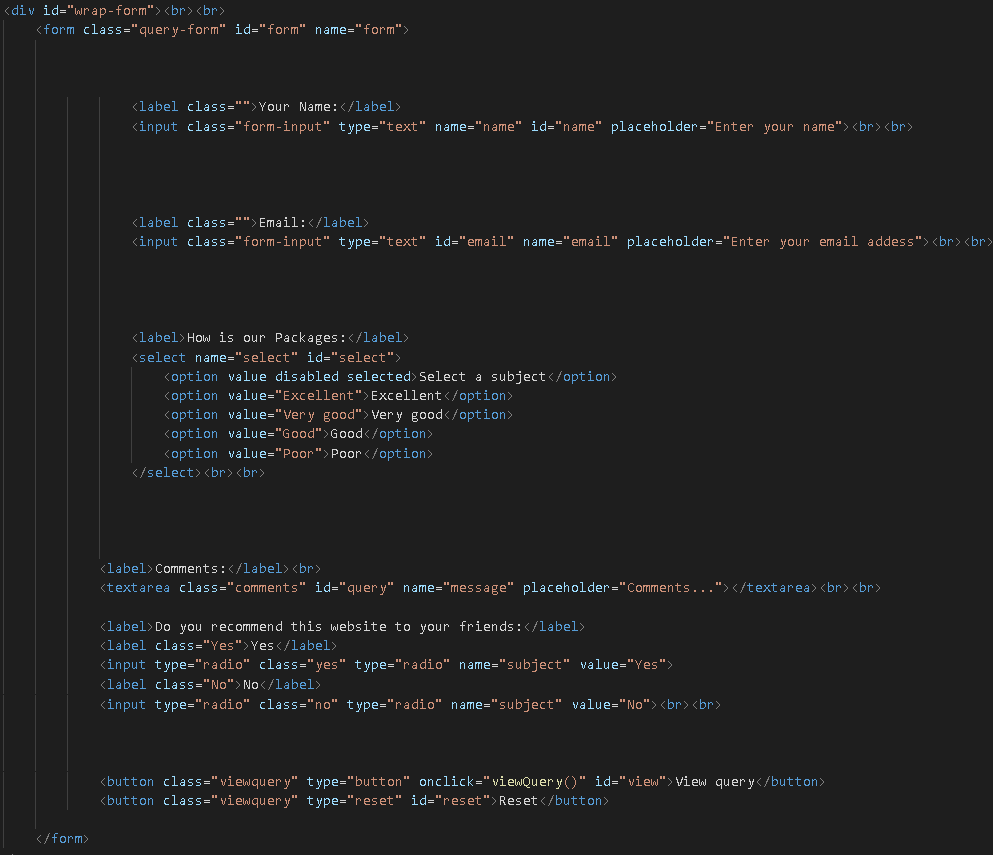 <div id="wrap-form"><br><br>
<form class="query-form" id="form" name="form">
<label class="">Your Name:</label>
<input class="form-input" type="text" name="name" id="name" placeholder="Enter your name"><br><br>
<label class="">Email:</label>
<input class="form-input" type="text" id="email" name="email" placeholder="Enter your email addess"><br><br>
<label>How is our Packages:</label>
<select name="select" id="select">
<option value disabled selected>Select a subject</option>
<option value="Excellent">Excellent</option>
<option value="Very good">Very good</option>
<option value="Good">Good</option>
<option value="Poor">Poor</option>
</select><br><br>
<label>Comments:</label><br>
<textarea class="comments" id="query" name="message" placeholder="Comments..."></textarea><br><br>
<label>Do you recommend this website to your friends:</label>
<label class="Yes">Yes</label>
<input type="radio" class="yes" type="radio" name="subject" value="Yes">
<label class="No">No</label>
<input type="radio" class="no" type="radio" name="subject" value="No"><br><br>
<button class="viewquery" type="button" onclick="viewQuery()" id="view">View query</button>
<button class="viewquery" type="reset" id="reset">Reset</button>
</form>